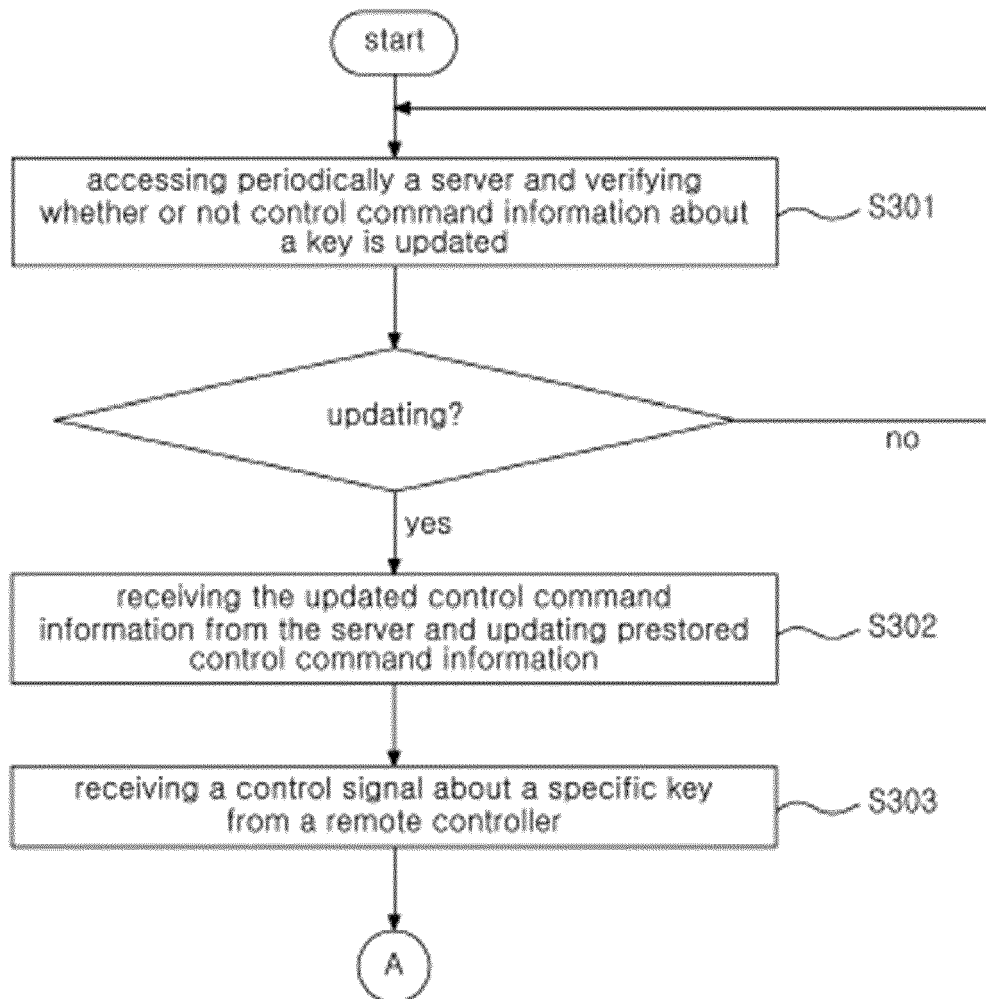 start
accessing periodically a server and verifying
whether or not control command information about
a key is updated
S301
updating?
no
yes
receiving the updated control command
information from the server and updating prestored
control command information
S302
receiving a control signal about a specific key
from a remote controller
S303
A